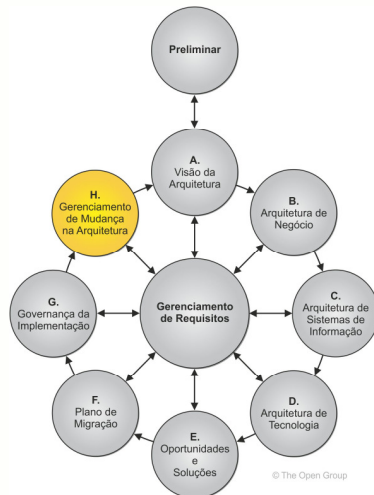 Preliminar
A.
Visão da
Arquitetura
H.
Gerenciamento
de Mudança
na Arquitetura
B.
Arquitetura de
Negócio
G.
Governança da
Implementação
Gerenciamento
de Requisitos
C.
Arquitetura de
Sistemas de
Informação
F.
Plano de
Migração
D.
Arquitetura de
Tecnologia
E.
Oportunidades
e
Soluções
© The Open Group